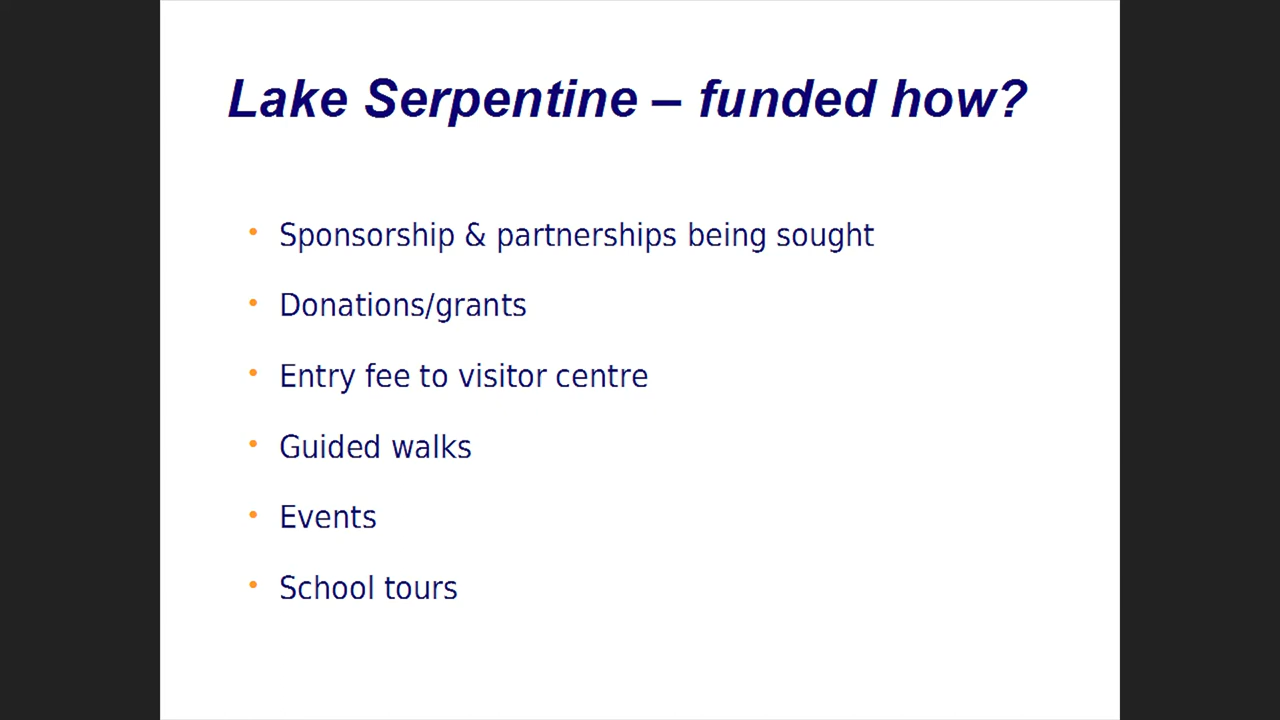 Lake Serpentine – funded how?
• Sponsorship & partnerships being sought
• Donations/grants
• Entry fee to visitor centre
• Guided walks
• Events
• School tours